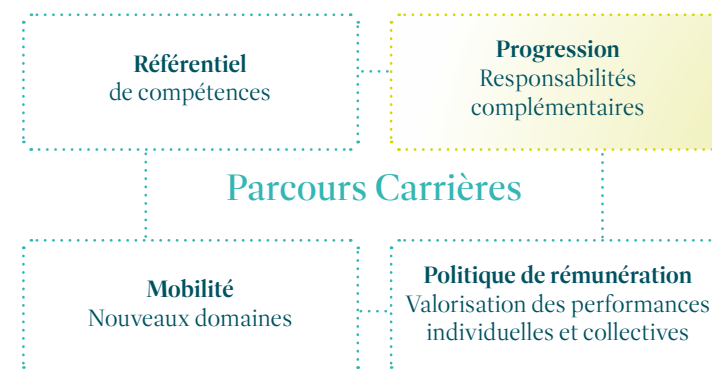 Référentiel
de compétences
Progression
Responsabilités
complémentaires
Parcours Carrières
Mobilité
Nouveaux domaines
Politique de rémunération
Valorisation des performances
individuelles et collectives